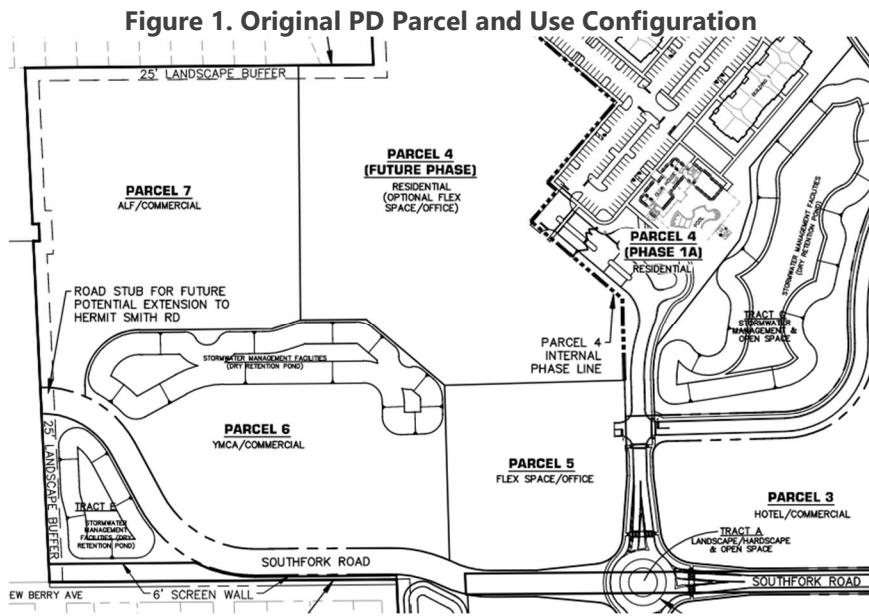 Figure 1. Original PD Parcel and Use Configuration
25' LANDSCAPE BUFFER
BUILDING
PARCEL 4
(FUTURE PHASE)
RESIDENTIAL
(OPTIONAL FLEX
SPACE/OFFICE)
PARCEL 7
ALF/COMMERCIAL
CLUB HOUSE
POOL
PARCEL 4
(PHASE 1A)
RESIDENTIAL
STORMWATER MANAGEMENT FACILITIES
(DRY RETENTION POND)
ROAD STUB FOR FUTURE
POTENTIAL EXTENSION TO
HERMIT SMITH RD
TRACT
STORMWATER
MANAGEMENT &
OPEN SPACE
PARCEL 4
INTERNAL
PHASE LINE
STORMWATER MANAGEMENT FACILITIES
(DRY RETENTION POND)
PARCEL 6
YMCA/COMMERCIAL
25' LANDSCAPE BUFFER
PARCEL 5
FLEX SPACE/OFFICE
PARCEL 3
HOTEL/COMMERCIAL
TRACT E
STORMWATER
MANAGEMENT
FACILITIES (DRY
RETENTION POND)
TRACT A
LANDSCAPE/HARDSCAPE
& OPEN SPACE
SOUTHFORK ROAD
SOUTHFORK ROAD
EW BERRY AVE
6' SCREEN WALL